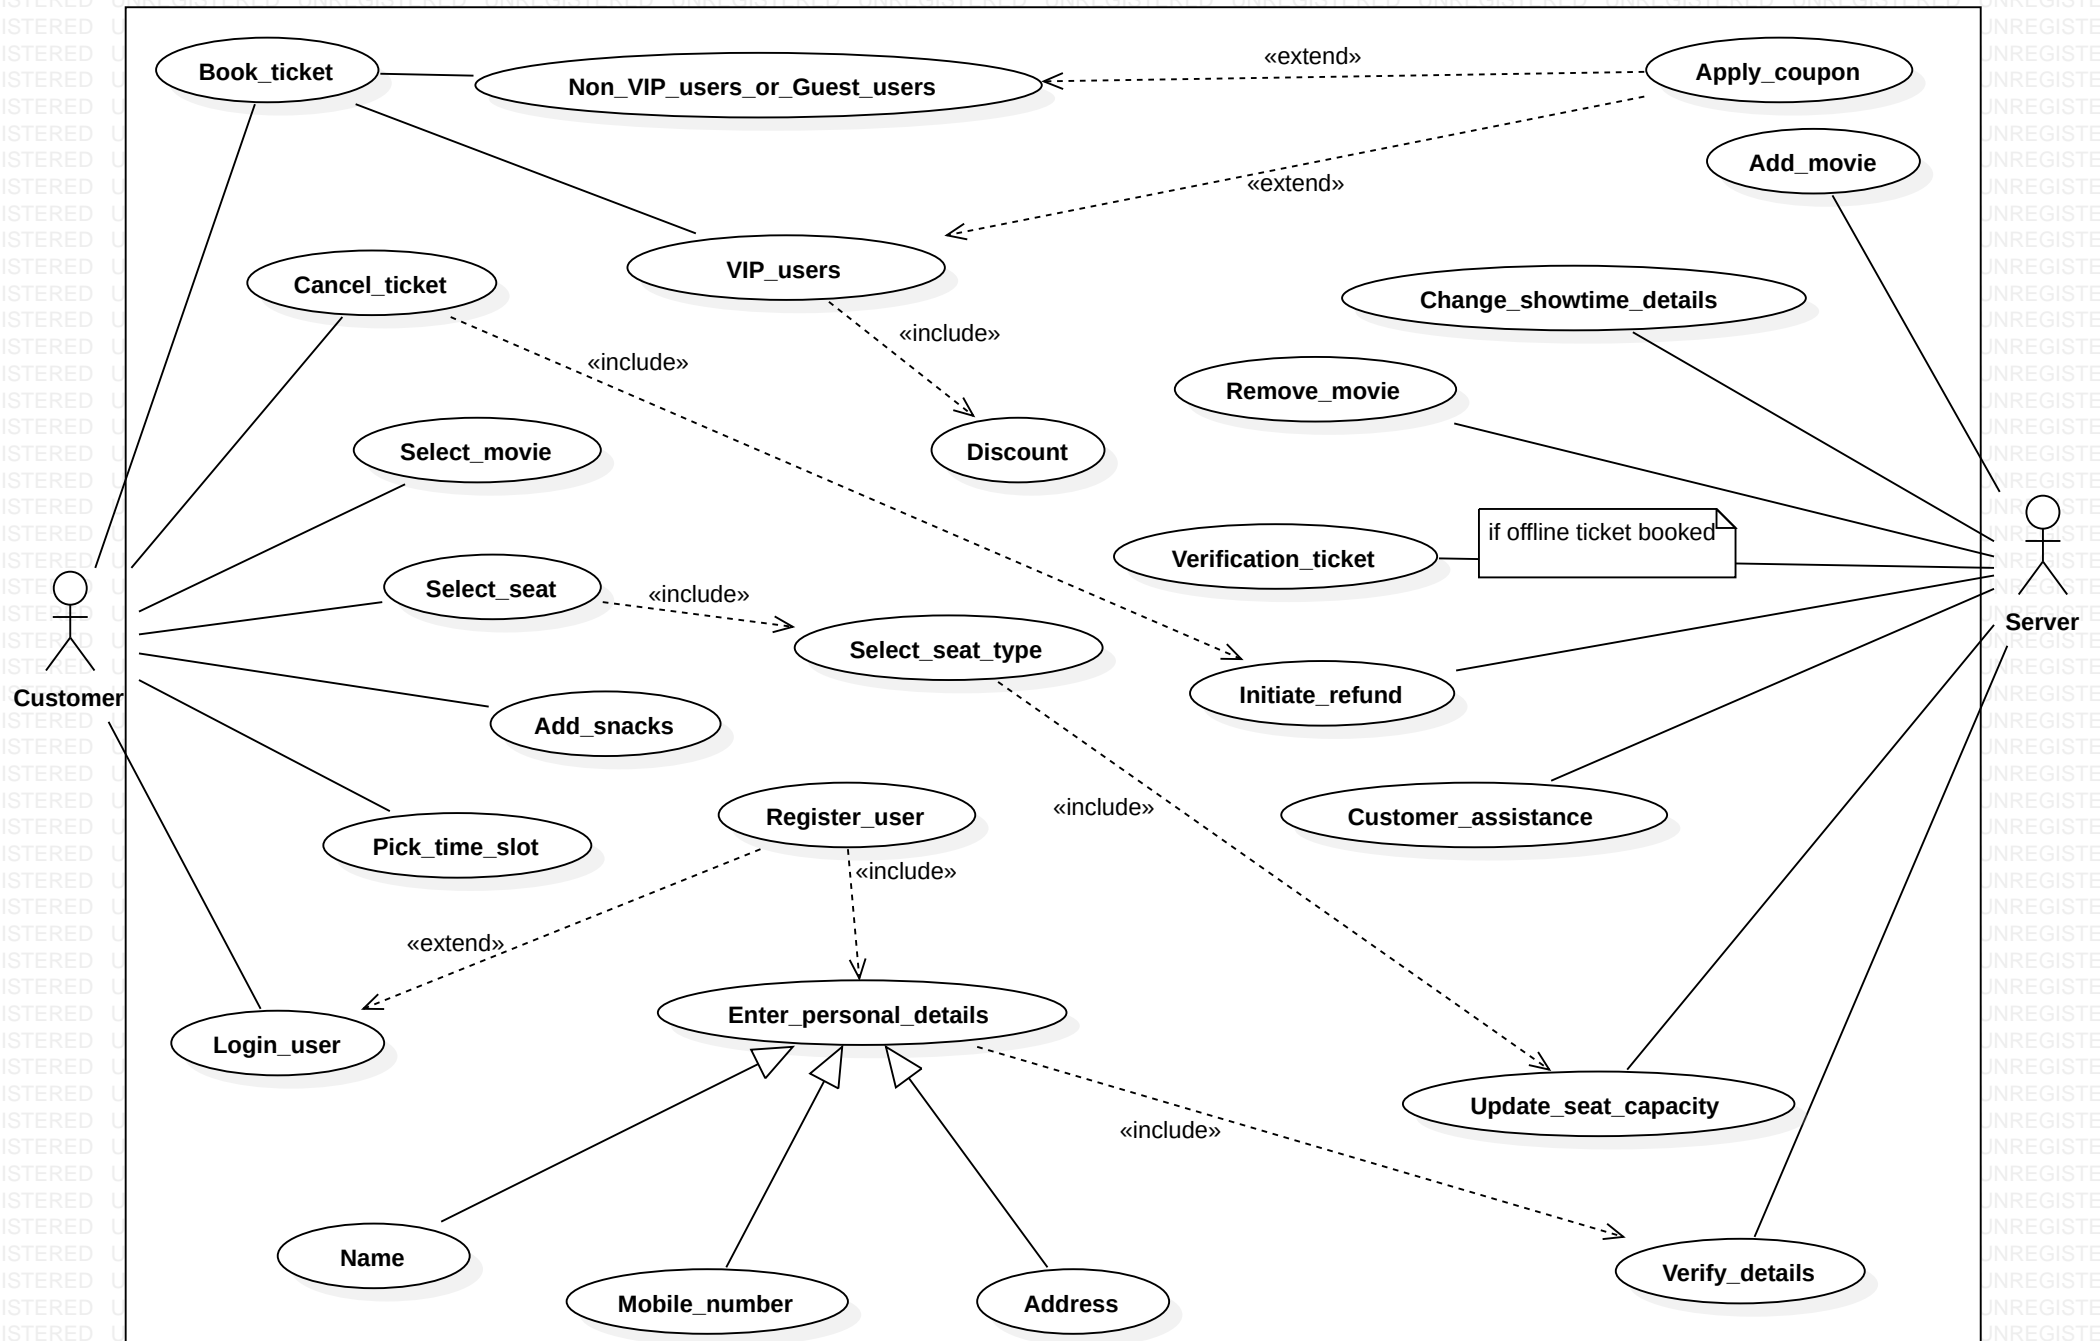 Book_ticket
Non_VIP_users_or_Guest_users
«extend»
Apply_coupon
Add_movie
«extend»
VIP_users
Cancel_ticket
Change_showtime_details
«include»
«include»
Remove_movie
Select_movie
Discount
if offline ticket booked
Verification_ticket
Select_seat
«include»
Select_seat_type
Server
Customer
Initiate_refund
Add_snacks
«include»
Register_user
Customer_assistance
Pick_time_slot
«include»
«extend»
Enter_personal_details
Login_user
Update_seat_capacity
«include»
Name
Verify_details
Mobile_number
Address
UNREGISTERED